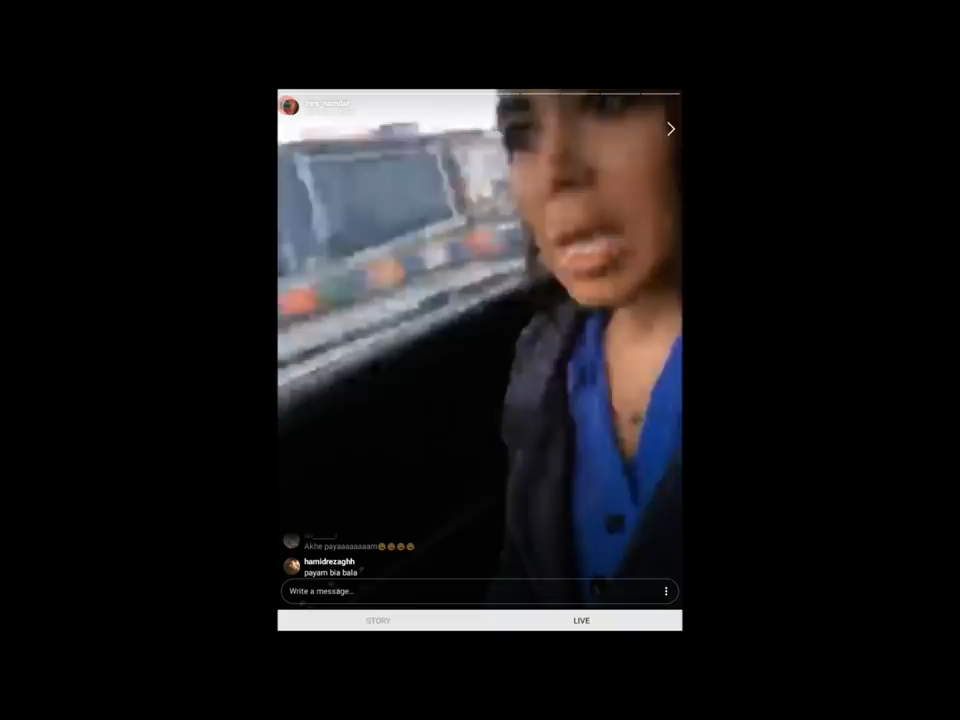 Akhe payaaaaaaaam😂😂😂😂
hamidrezaghh
payam bia bala
Write a message...
STORY LIVE